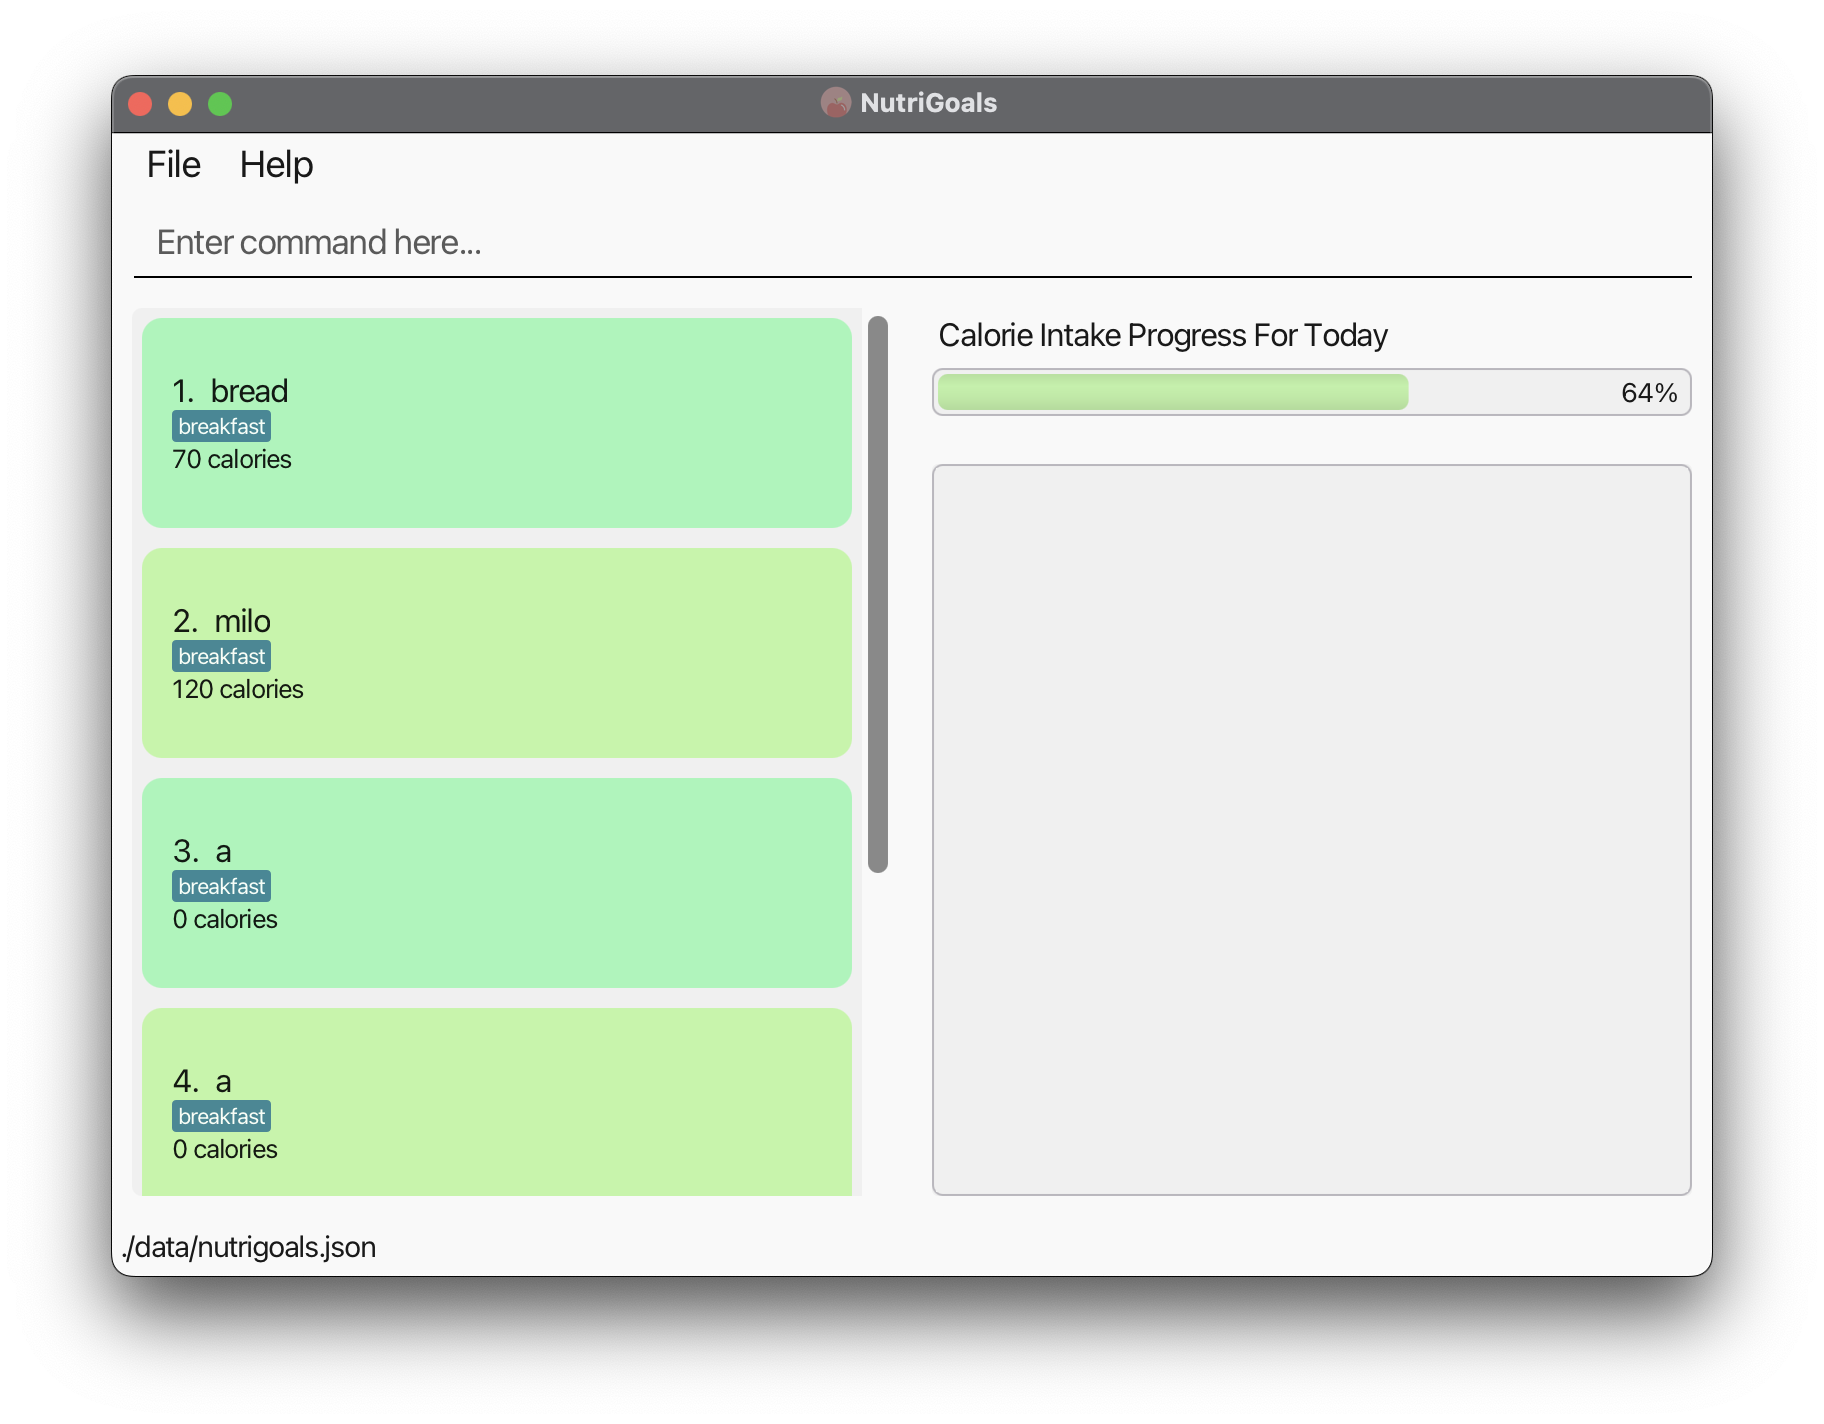 NutriGoals
File Help
Enter command here...
1. bread
breakfast
70 calories
2. milo
breakfast
120 calories
3. a
breakfast
0 calories
4. a
breakfast
0 calories
Calorie Intake Progress For Today
64%
./data/nutrigoals.json